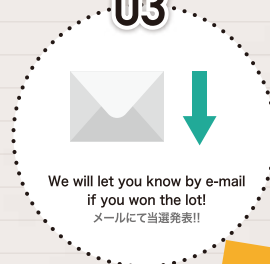 03
We will let you know by e-mail
if you won the lot!
メールにて当選発表!!